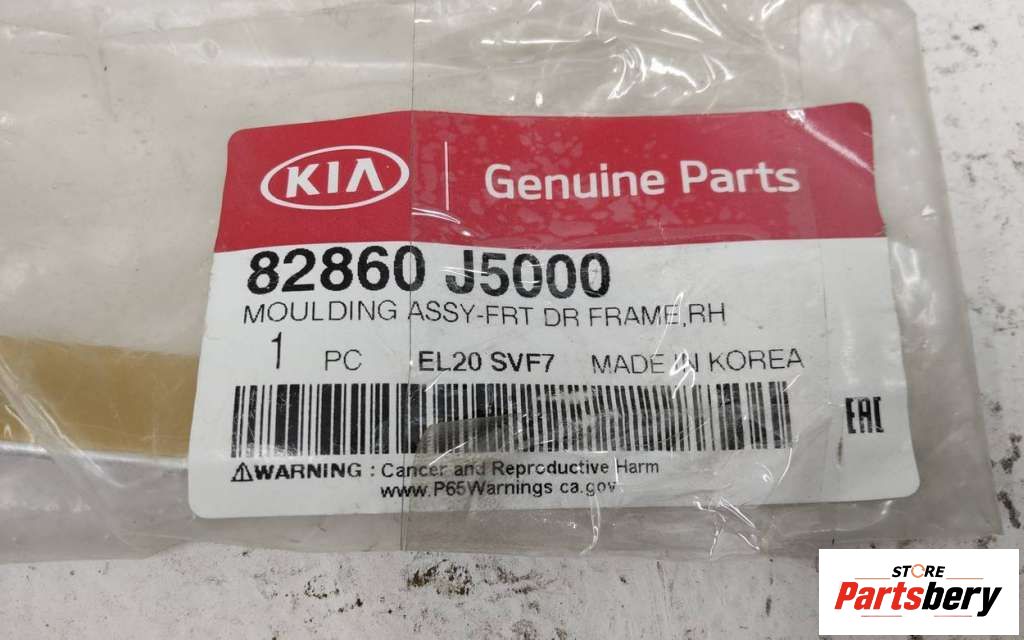 KIA
Genuine Parts
82860 J5000
MOULDING ASSY-FRT DR FRAME,RH
1 PC EL20 SVF7 MADE IN KOREA
EAC
WARNING : Cancer and Reproductive Harm
www.P65Warnings.ca.gov
STORE
Partsbery